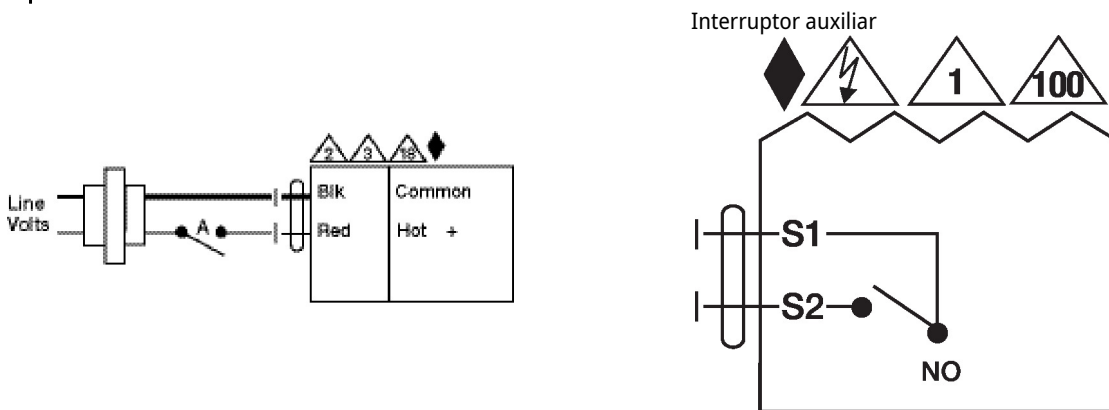 Interruptor auxiliar
1
100
2
3
18
Line
Volts
A
Blk
Common
Red
Hot +
S1
S2
NO